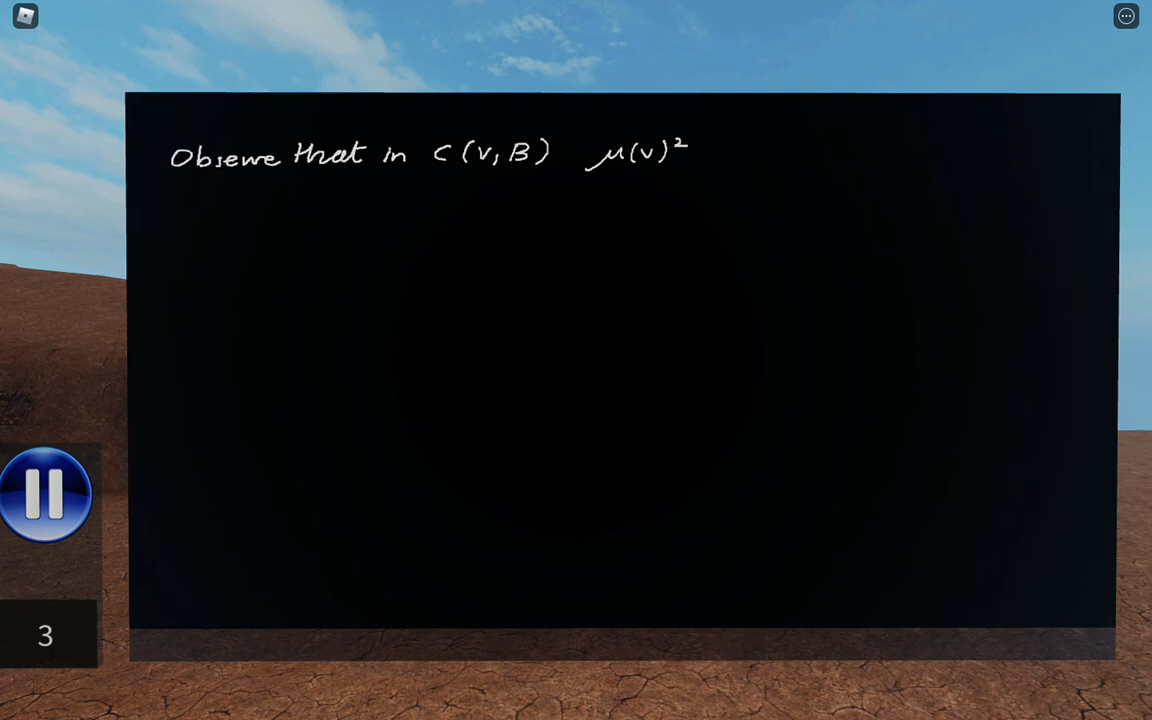 Observe that in C(V, B) μ(v)²
3